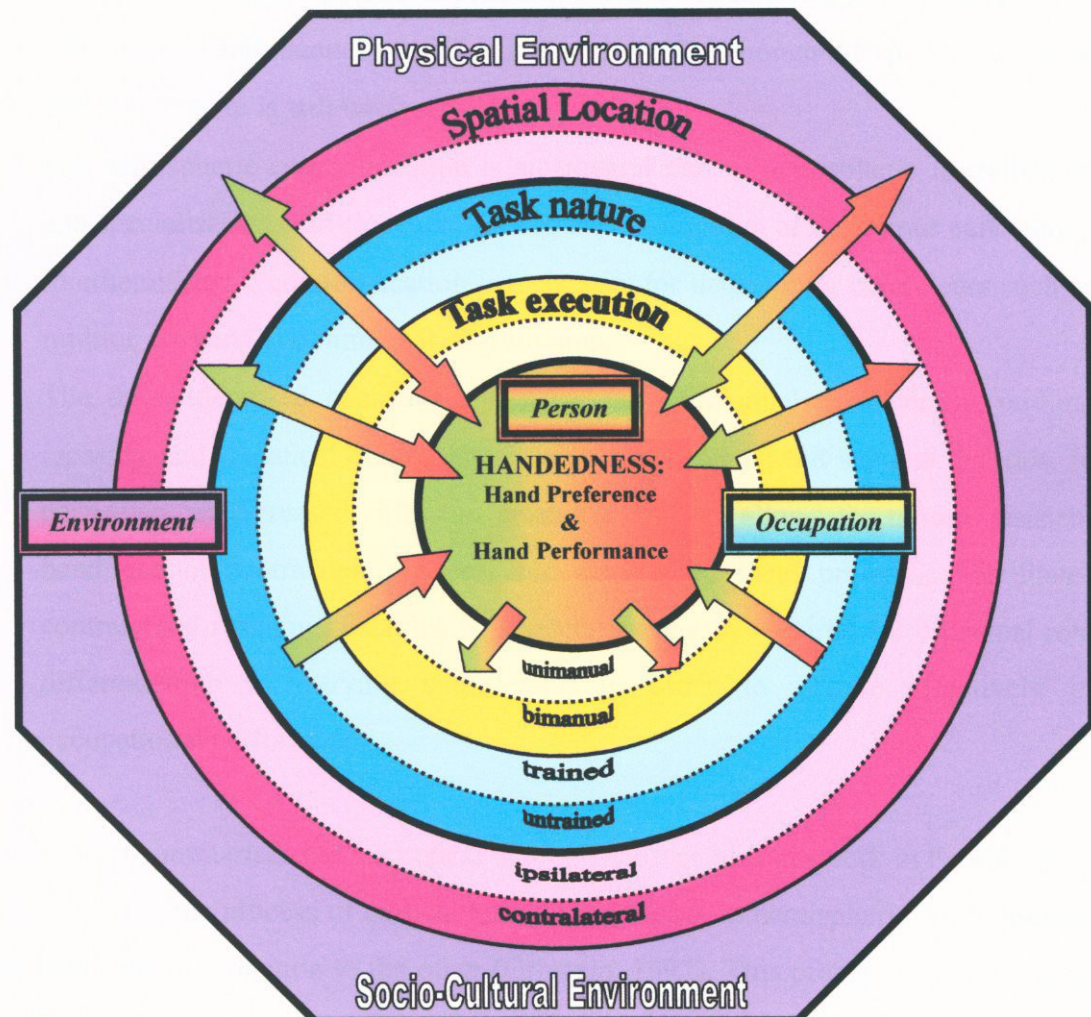 Physical Environment
Spatial Location
Task nature
Task execution
Person
HANDEDNESS:
Hand Preference
&
Hand Performance
Environment
Occupation
unimanual
bimanual
trained
untrained
ipsilateral
contralateral
Socio-Cultural Environment